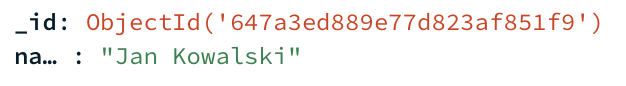 _id: ObjectId('647a3ed889e77d823af851f9')
na… : "Jan Kowalski"